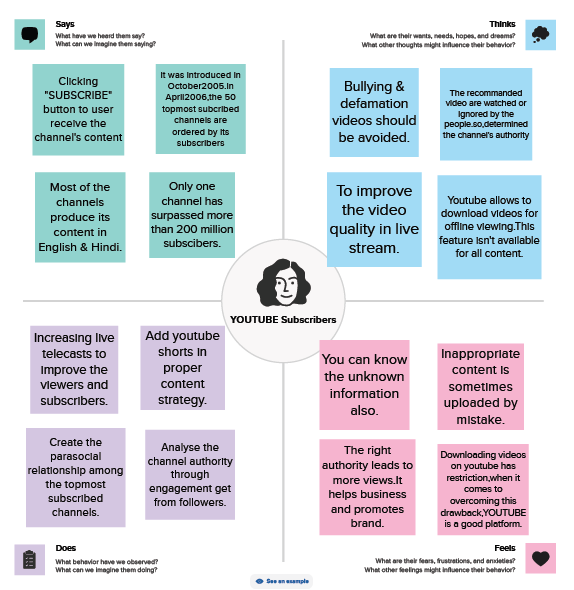 Says
What have we heard them say?
What can we imagine them saying?
Thinks
What are their wants, needs, hopes, and dreams?
What other thoughts might influence their behavior?
Clicking
"SUBSCRIBE"
button to user
receive the
channel's content
It was introduced in
October2005.In
April2006,the 50
topmost subcribed
channels are
ordered by its
subscribers
Most of the
channels
produce its
content in
English & Hindi.
Only one
channel has
surpassed more
than 200 million
subscibers.
Bullying &
defamation
videos should
be avoided.
The recommanded
video are watched or
ignored by the
people.so,determined
the channel's authority
To improve
the video
quality in live
stream.
Youtube allows to
download videos for
offline viewing.This
feature isn't available
for all content.
YOUTUBE Subscribers
Increasing live
telecasts to
improve the
viewers and
subscribers.
Add youtube
shorts in
proper
content
strategy.
Create the
parasocial
relationship among
the topmost
subscribed
channels.
Analyse the
channel authority
through
engagement get
from followers.
You can know
the unknown
information
also.
Inappropriate
content is
sometimes
uploaded by
mistake.
The right
authority leads to
more views.It
helps business
and promotes
brand.
Downloading videos
on youtube has
restriction,when it
comes to
overcoming this
drawback,YOUTUBE
is a good platform.
Does
What behavior have we observed?
What can we imagine them doing?
Feels
What are their fears, frustrations, and anxieties?
What other feelings might influence their behavior?
See an example